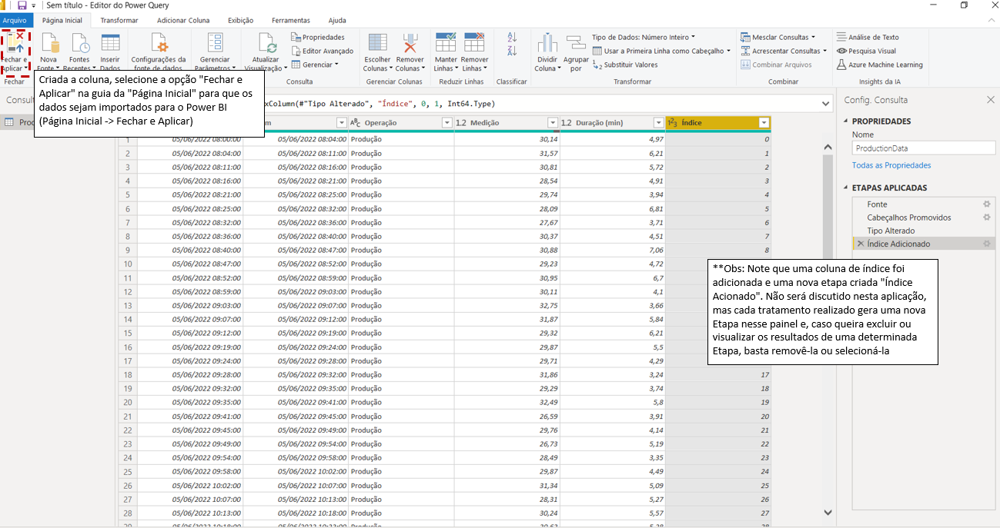 Sem título - Editor do Power Query
Arquivo Página Inicial Transformar Adicionar Coluna Exibição Ferramentas Ajuda
Fechar e Aplicar
Nova Fonte
Fontes Recentes
Inserir Dados
Configurações da fonte de dados
Gerenciar Parâmetros
Atualizar Visualização
Propriedades
Editor Avançado
Gerenciar
Escolher Colunas
Remover Colunas
Manter Linhas
Remover Linhas
Dividir Coluna
Agrupar por
Tipo de Dados: Número Inteiro
Usar a Primeira Linha como Cabeçalho
Substituir Valores
Mesclar Consultas
Acrescentar Consultas
Combinar Arquivos
Análise de Texto
Pesquisa Visual
Azure Machine Learning
Fechar Consulta Gerenciar Colunas Reduzir Linhas Classificar Transformar Combinar Insights da IA
Criada a coluna, selecione a opção "Fechar e
Aplicar" na guia da "Página Inicial" para que os
dados sejam importados para o Power BI
(Página Inicial -> Fechar e Aplicar)
xColumn(#"Tipo Alterado", "Índice", 0, 1, Int64.Type)
Operação 1.2 Medição 1.2 Duração (min) Índice
1 05/06/2022 08:00:00 05/06/2022 08:04:00 Produção 30,14 4,97 0
2 05/06/2022 08:04:00 05/06/2022 08:11:00 Produção 31,57 6,21 1
3 05/06/2022 08:11:00 05/06/2022 08:16:00 Produção 30,81 5,72 2
4 05/06/2022 08:16:00 05/06/2022 08:21:00 Produção 28,54 4,91 3
5 05/06/2022 08:21:00 05/06/2022 08:25:00 Produção 29,74 3,94 4
6 05/06/2022 08:25:00 05/06/2022 08:32:00 Produção 28,09 6,81 5
7 05/06/2022 08:32:00 05/06/2022 08:36:00 Produção 27,67 3,71 6
8 05/06/2022 08:36:00 05/06/2022 08:40:00 Produção 30,37 4,51 7
9 05/06/2022 08:40:00 05/06/2022 08:47:00 Produção 30,88 7,06 8
10 05/06/2022 08:47:00 05/06/2022 08:52:00 Produção 29,23 4,72
11 05/06/2022 08:52:00 05/06/2022 08:59:00 Produção 30,95 6,7
12 05/06/2022 08:59:00 05/06/2022 09:03:00 Produção 30,11 4,1
13 05/06/2022 09:03:00 05/06/2022 09:07:00 Produção 32,75 3,66
14 05/06/2022 09:07:00 05/06/2022 09:12:00 Produção 31,87 5,84
15 05/06/2022 09:12:00 05/06/2022 09:19:00 Produção 29,32 6,21
16 05/06/2022 09:19:00 05/06/2022 09:24:00 Produção 29,87 5,5
17 05/06/2022 09:24:00 05/06/2022 09:28:00 Produção 29,71 4,29
18 05/06/2022 09:28:00 05/06/2022 09:32:00 Produção 31,86 3,24 17
19 05/06/2022 09:32:00 05/06/2022 09:35:00 Produção 29,29 3,74 18
20 05/06/2022 09:35:00 05/06/2022 09:41:00 Produção 32,49 5,8 19
21 05/06/2022 09:41:00 05/06/2022 09:45:00 Produção 26,59 3,91 20
22 05/06/2022 09:45:00 05/06/2022 09:49:00 Produção 29,76 4,14 21
23 05/06/2022 09:49:00 05/06/2022 09:54:00 Produção 26,73 5,19 22
24 05/06/2022 09:54:00 05/06/2022 09:58:00 Produção 28,49 3,35 23
25 05/06/2022 09:58:00 05/06/2022 10:02:00 Produção 29,87 4,49 24
26 05/06/2022 10:02:00 05/06/2022 10:07:00 Produção 31,34 5,09 25
27 05/06/2022 10:07:00 05/06/2022 10:13:00 Produção 28,31 5,27 26
28 05/06/2022 10:13:00 05/06/2022 10:18:00 Produção 30,24 5,57 27
Config. Consulta
PROPRIEDADES
Nome
ProductionData
Todas as Propriedades
ETAPAS APLICADAS
Fonte
Cabeçalhos Promovidos
Tipo Alterado
Índice Adicionado
**Obs: Note que uma coluna de índice foi
adicionada e uma nova etapa criada "Índice
Acionado". Não será discutido nesta aplicação,
mas cada tratamento realizado gera uma nova
Etapa nesse painel e, caso queira excluir ou
visualizar os resultados de uma determinada
Etapa, basta removê-la ou selecioná-la